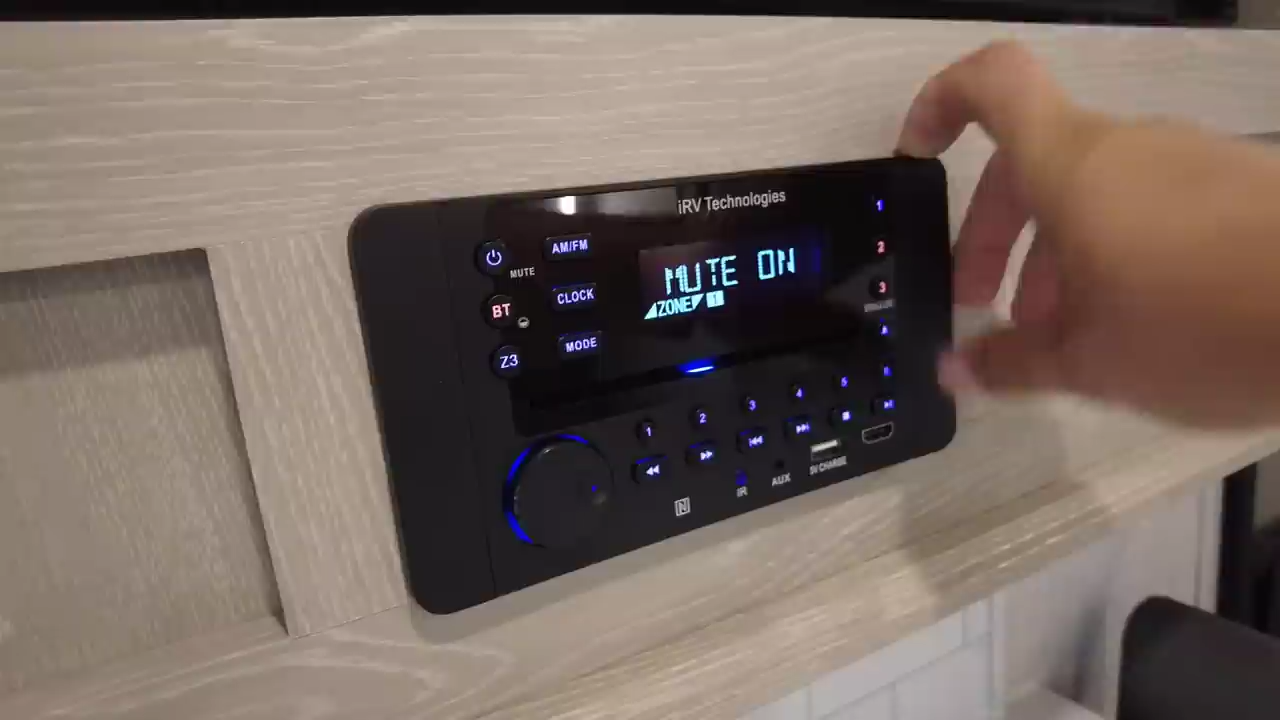 iRV Technologies
1
AM/FM
MUTE
MUTE ON
2
BT
CLOCK
ZONE 1
3
Z3
MODE
1 2 3 4 5 6
N
IR
AUX
5V CHARGE